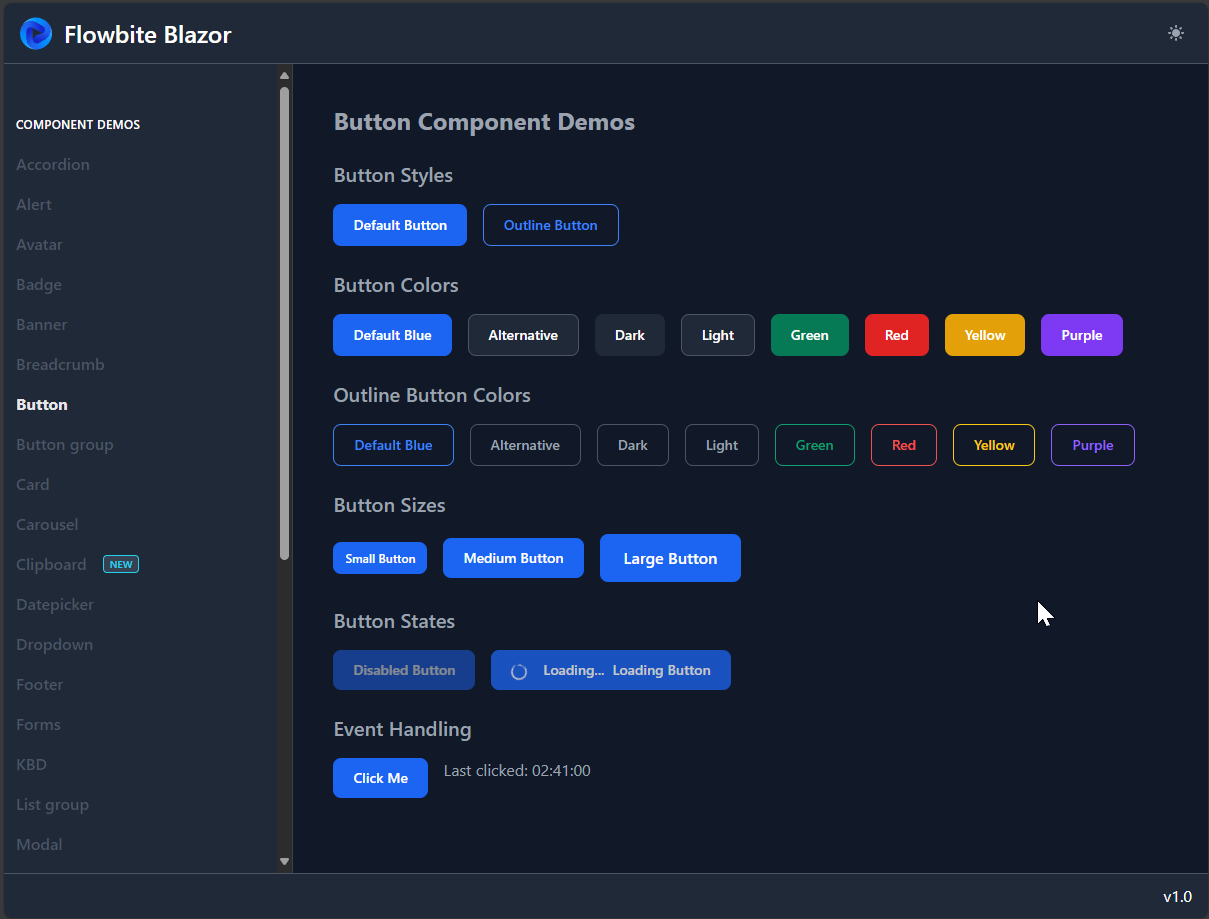 Flowbite Blazor
COMPONENT DEMOS
Accordion
Alert
Avatar
Badge
Banner
Breadcrumb
Button
Button group
Card
Carousel
Clipboard NEW
Datepicker
Dropdown
Footer
Forms
KBD
List group
Modal
Button Component Demos
Button Styles
Default Button Outline Button
Button Colors
Default Blue Alternative Dark Light Green Red Yellow Purple
Outline Button Colors
Default Blue Alternative Dark Light Green Red Yellow Purple
Button Sizes
Small Button Medium Button Large Button
Button States
Disabled Button Loading... Loading Button
Event Handling
Click Me Last clicked: 02:41:00
v1.0